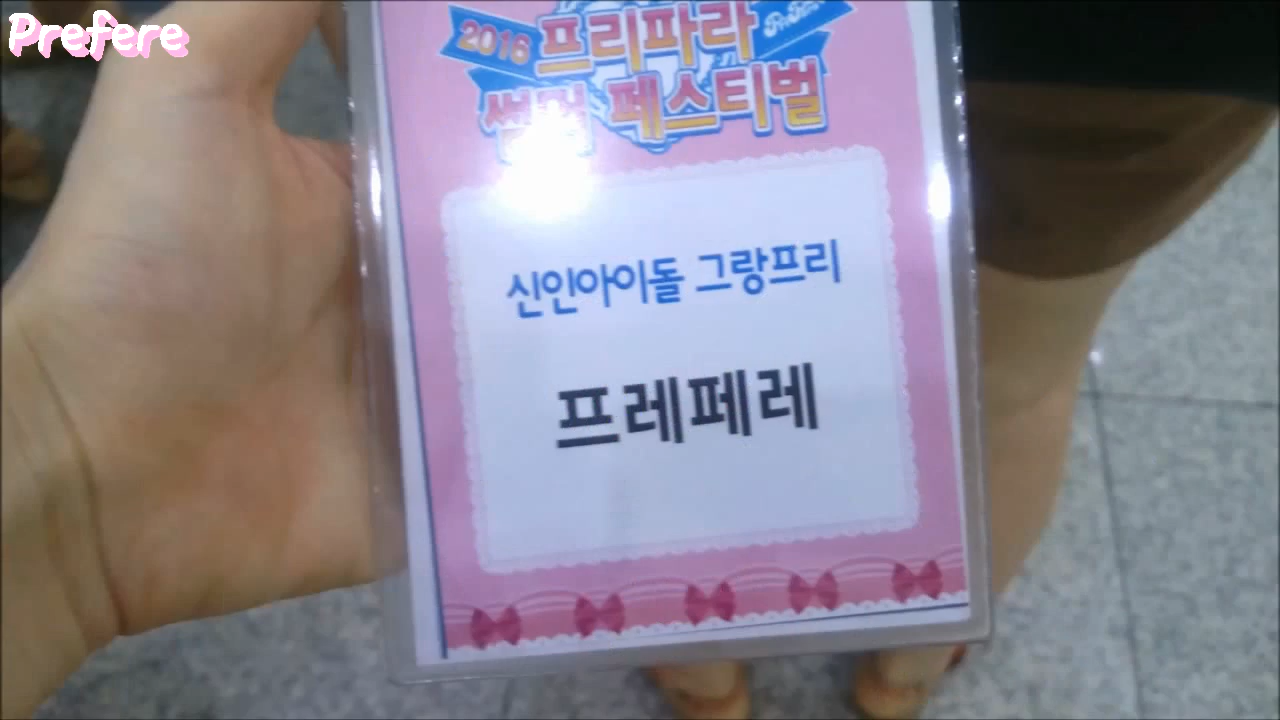 Prefere
2016 프리파라
페스티벌
신인아이돌 그랑프리
프레페레